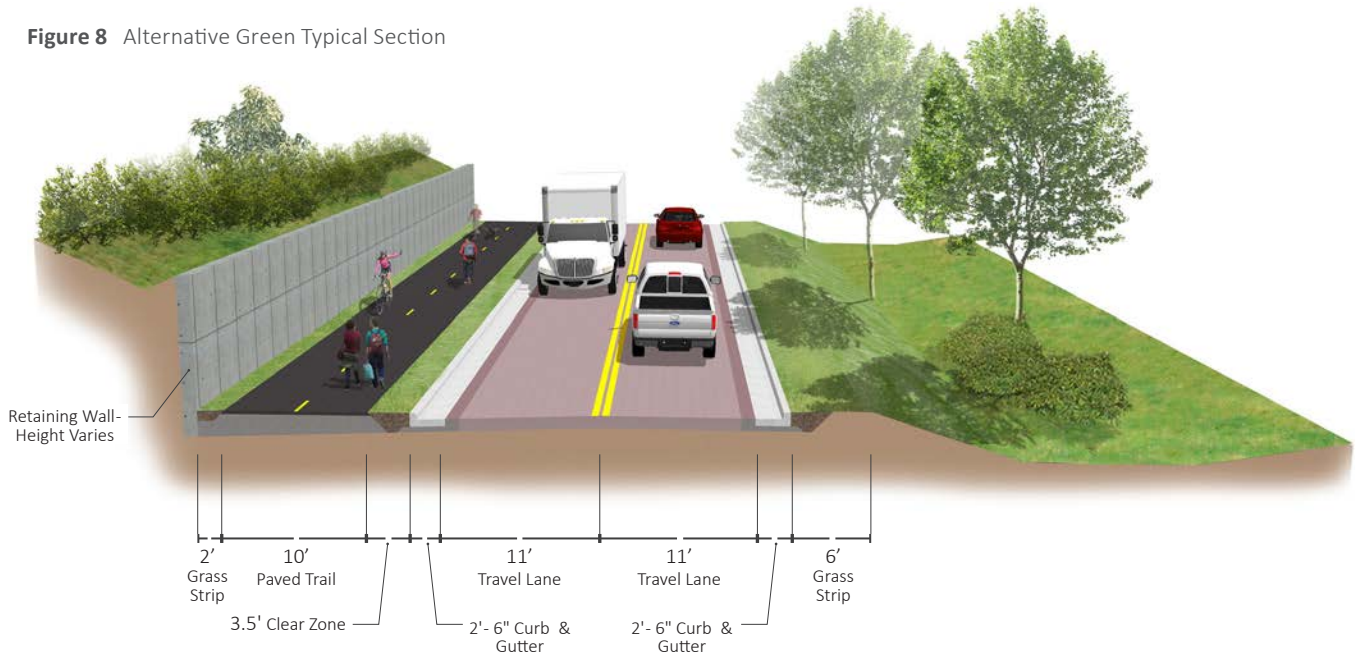 Figure 8 Alternative Green Typical Section
Retaining Wall-
Height Varies
2’
Grass
Strip
10’
Paved Trail
3.5' Clear Zone
11’
Travel Lane
2'- 6" Curb &
Gutter
11’
Travel Lane
2'- 6" Curb &
Gutter
6’
Grass
Strip